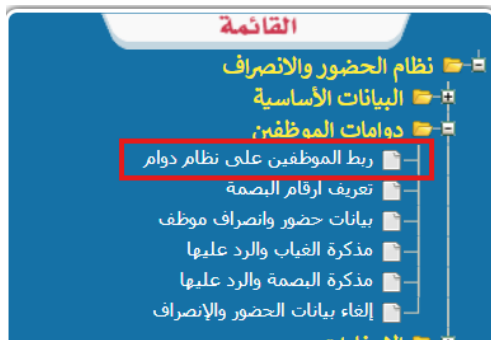 القائمة
نظام الحضور والانصراف
البيانات الأساسية
دوامات الموظفين
ربط الموظفين على نظام دوام
تعريف ارقام البصمة
بيانات حضور وانصراف موظف
مذكرة الغياب والرد عليها
مذكرة البصمة والرد عليها
إلغاء بيانات الحضور والإنصراف